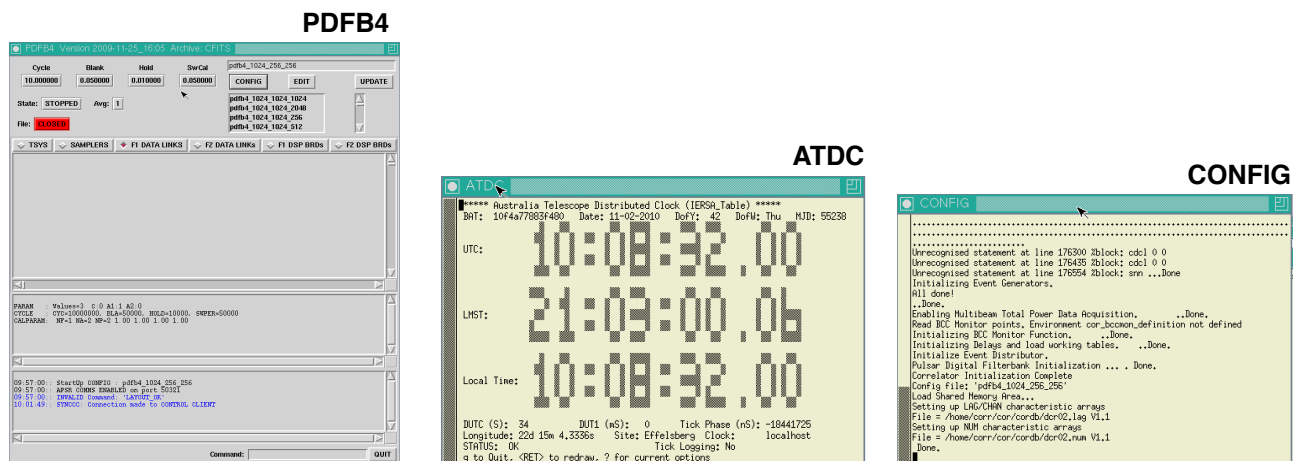 PDFB4
PDFB4 Version 2009-11-25_16:05 Archive: CFITS
Cycle Blank Hold SwCal
pdfb4_1024_256_256
10.000000 0.050000 0.010000 0.050000 CONFIG EDIT UPDATE
State: STOPPED Avg: 1
pdfb4_1024_1024_1024
pdfb4_1024_1024_2048
pdfb4_1024_1024_256
pdfb4_1024_1024_512
File: CLOSED
TSYS SAMPLERS F1 DATA LINKS F2 DATA LINKs F1 DSP BRDs F2 DSP BRDs
PARAM : Values=3 C:0 A1:1 A2:0
CYCLE : CYC=10000000, BLA=50000, HOLD=10000, SWPER=50000
CALPARAM: NF=1 NA=2 NP=2 1.00 1.00 1.00 1.00
09:57:00:: StartUp CONFIG : pdfb4_1024_256_256
09:57:00:: APSR COMMS ENABLED on port 50321
09:57:00:: INVALID Command: 'LAYOUT_OK'
10:01:49:: SYNCCC: Connection made to CONTROL CLIENT
Command: QUIT
ATDC
ATDC
***** Australia Telescope Distributed Clock (IERSA_Table) *****
BAT: 10f4a77883f480 Date: 11-02-2010 DofY: 42 DofW: Thu MJD: 55238
UTC: 10:08:32.00
LMST: 21:03:00.06
Local Time: 10:08:32.00
DUTC (S): 34 DUT1 (mS): 0 Tick Phase (nS): -18441725
Longitude: 22d 15m 4.3336s Site: Effelsberg Clock: localhost
STATUS: OK Tick Logging: No
q to Quit, <RET> to redraw, ? for current options
CONFIG
CONFIG
Unrecognised statement at line 176300 %block: cdcl 0 0
Unrecognised statement at line 176435 %block: cdcl 0 0
Unrecognised statement at line 176554 %block: snn ...Done
Initializing Event Generators.
All done!
..Done.
Enabling Multibeam Total Power Data Acquisition. ..Done.
Read BCC Monitor points. Environment cor_bccmon_definition not defined
Initializing BCC Monitor Function. ..Done.
Initializing Delays and load working tables. ..Done.
Initialize Event Distributor.
Pulsar Digital Filterbank Initialization ... . Done.
Correlator Initialization Complete
Config file: 'pdfb4_1024_256_256'
Load Shared Memory Area...
Setting up LAG/CHAN characteristic arrays
File = /home/corr/cor/cordb/dcr02.lag V1.1
Setting up NUM characteristic arrays
File = /home/corr/cor/cordb/dcr02.num V1.1
Done.